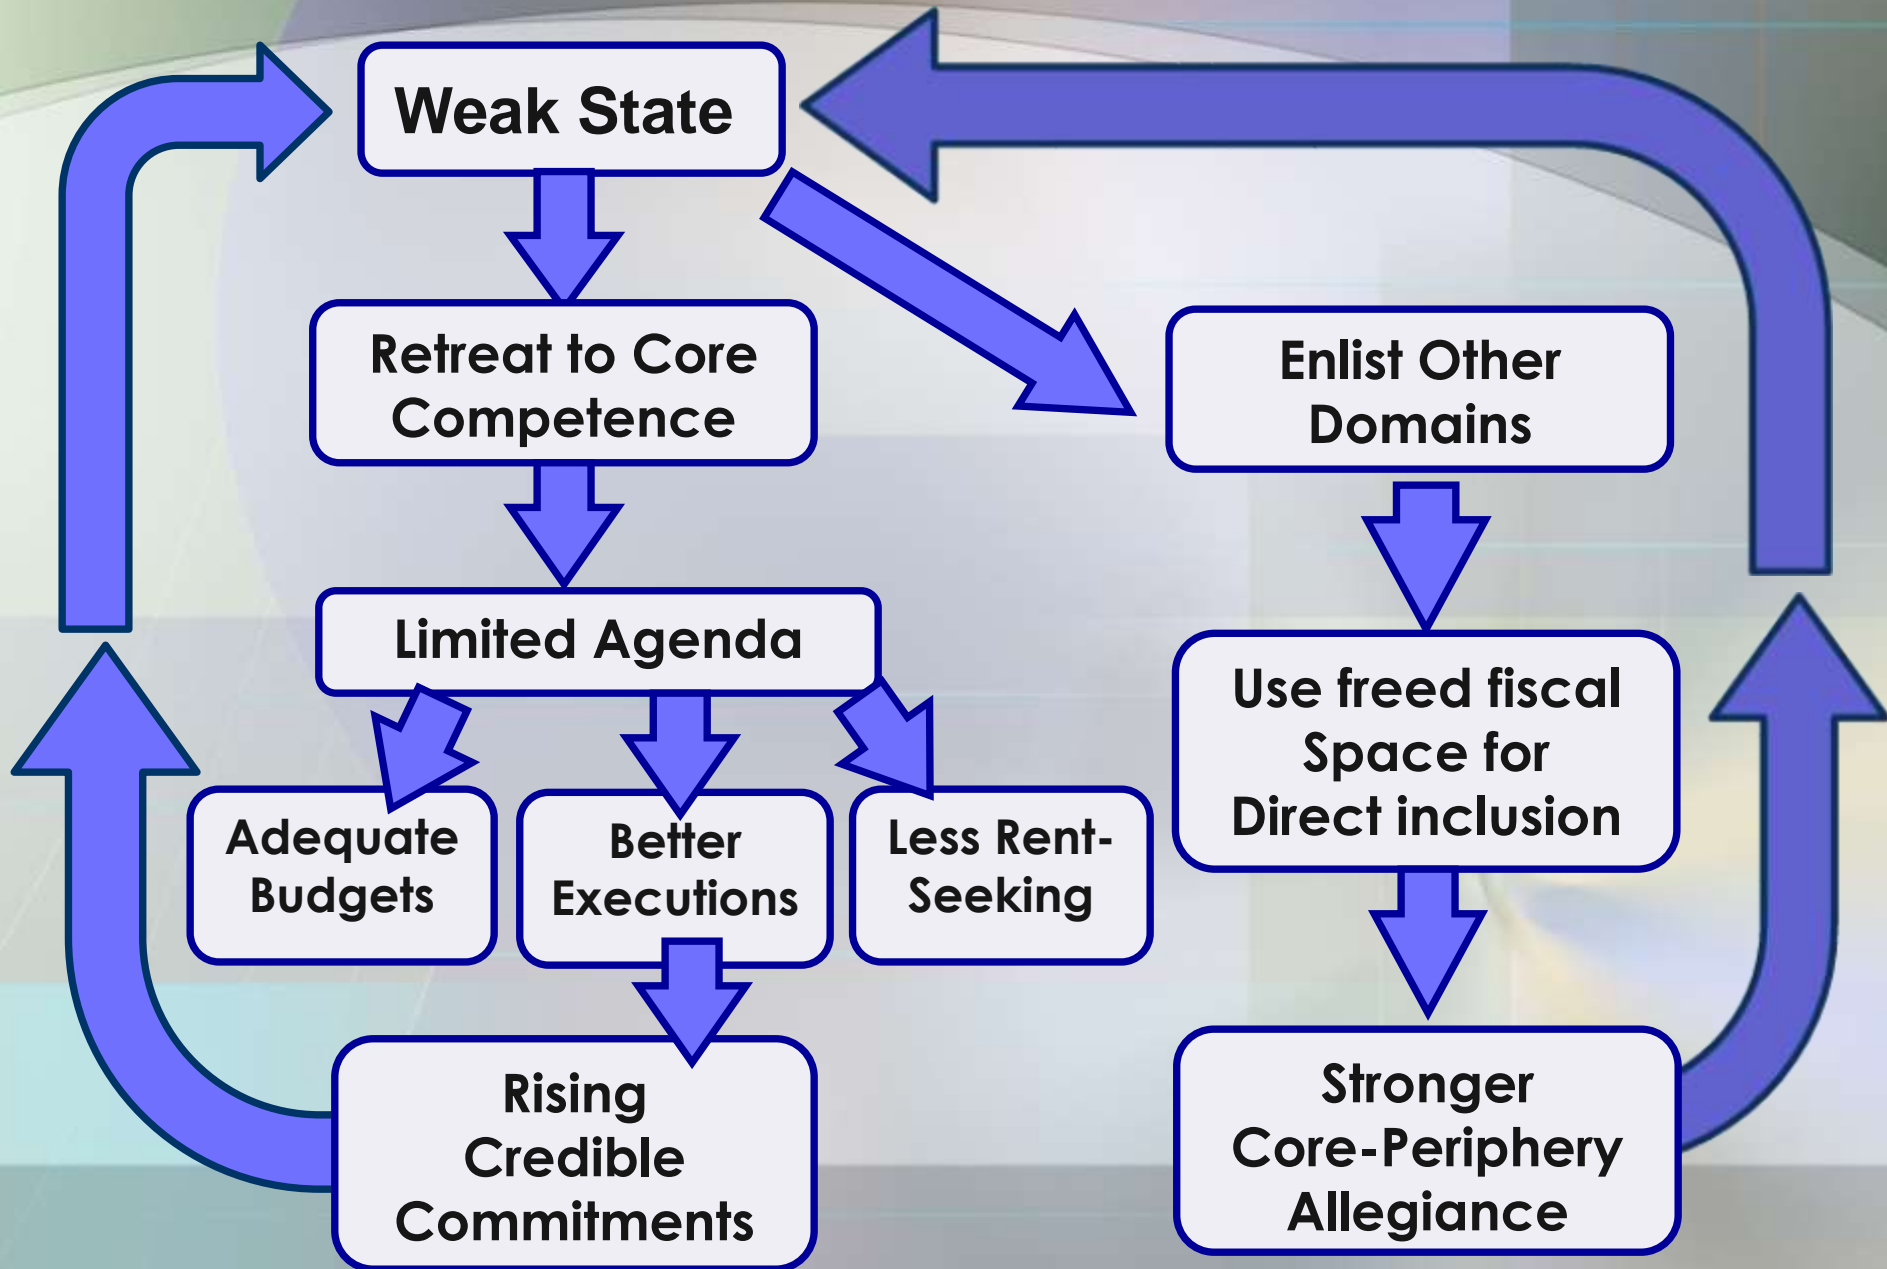 Weak State
Retreat to Core
Competence
Enlist Other
Domains
Limited Agenda
Use freed fiscal
Space for
Direct inclusion
Adequate
Budgets
Better
Executions
Less Rent-
Seeking
Rising
Credible
Commitments
Stronger
Core-Periphery
Allegiance